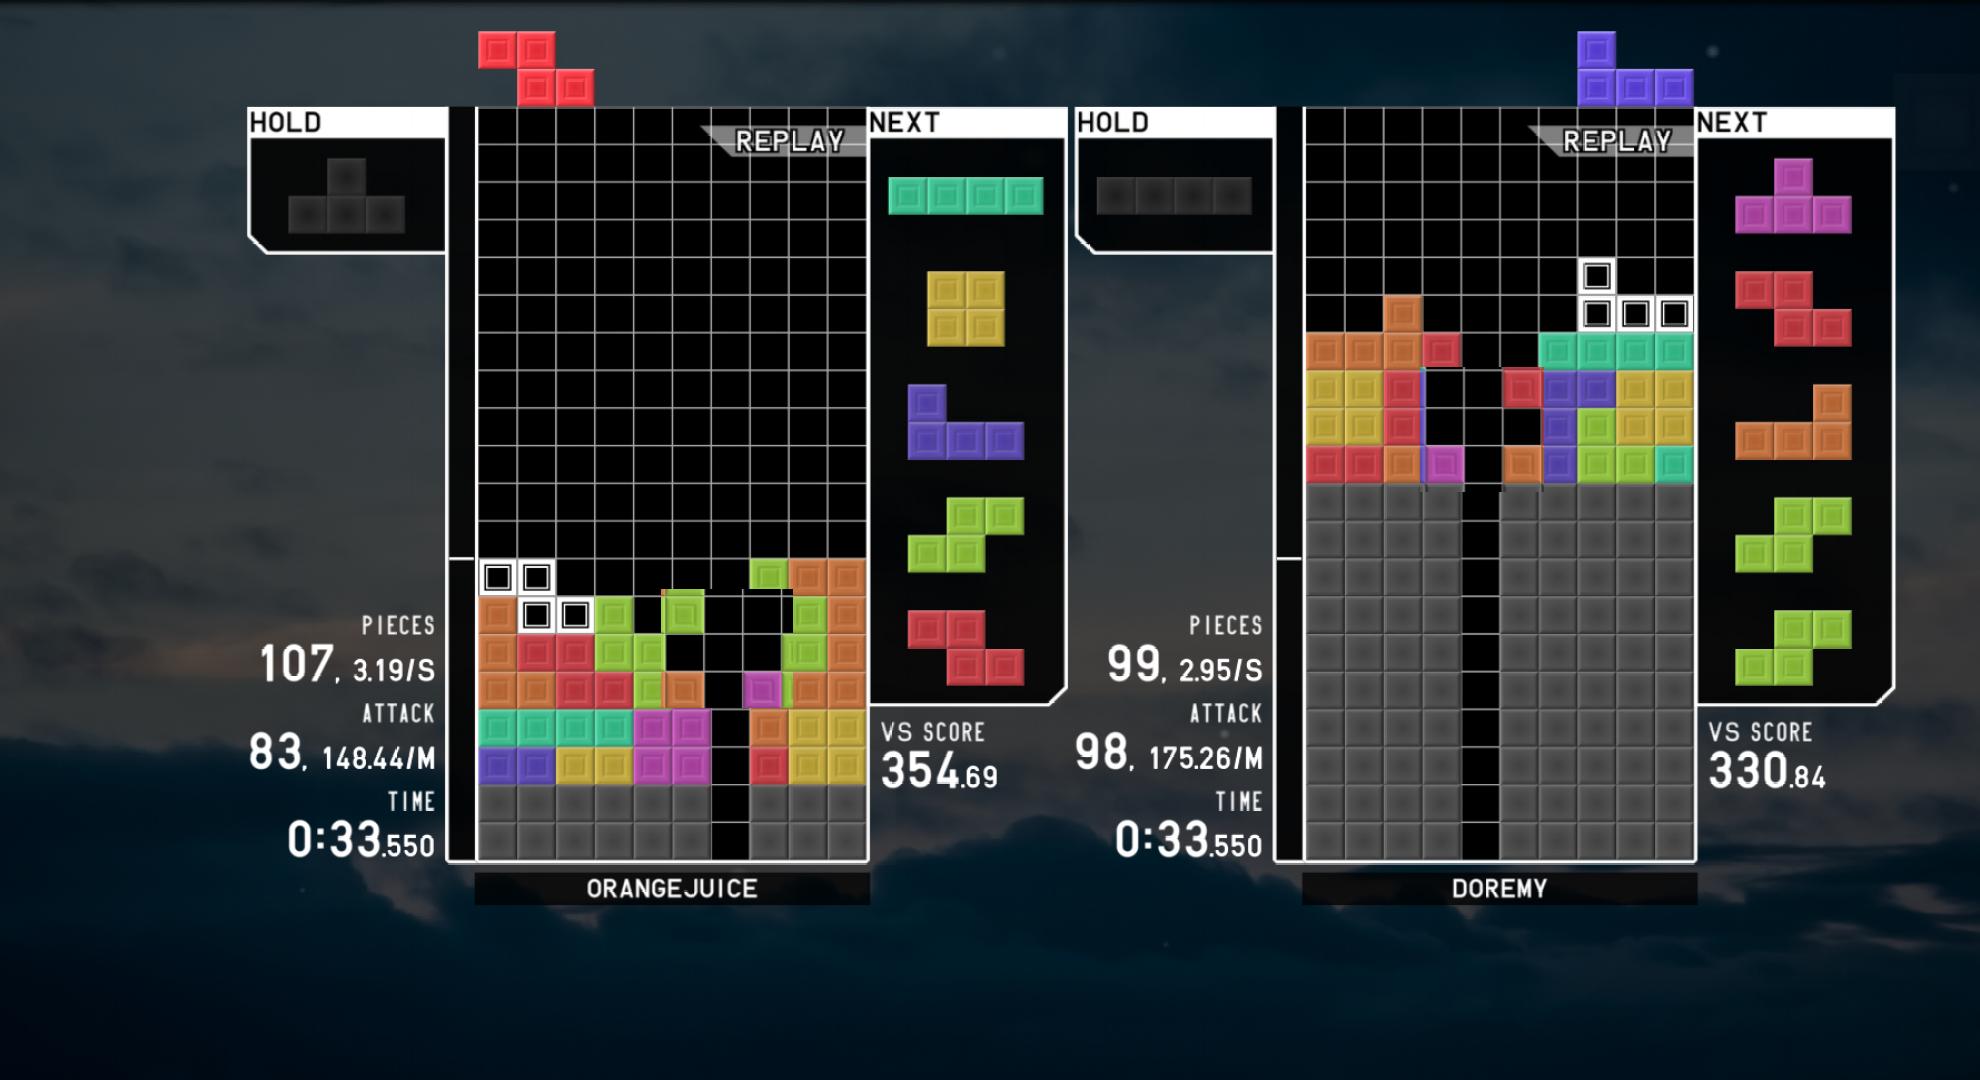 HOLD
REPLAY
NEXT
PIECES
107, 3.19/S
ATTACK
83, 148.44/M
TIME
0:33.550
VS SCORE
354.69
ORANGEJUICE
HOLD
REPLAY
NEXT
PIECES
99, 2.95/S
ATTACK
98, 175.26/M
TIME
0:33.550
VS SCORE
330.84
DOREMY